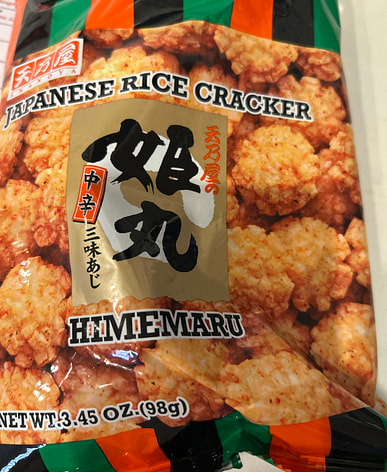 天乃屋
AMANOYA
JAPANESE RICE CRACKER
天乃屋の
姫丸
中辛
三味あじ
HIMEMARU
NET WT.3.45 OZ.(98g)